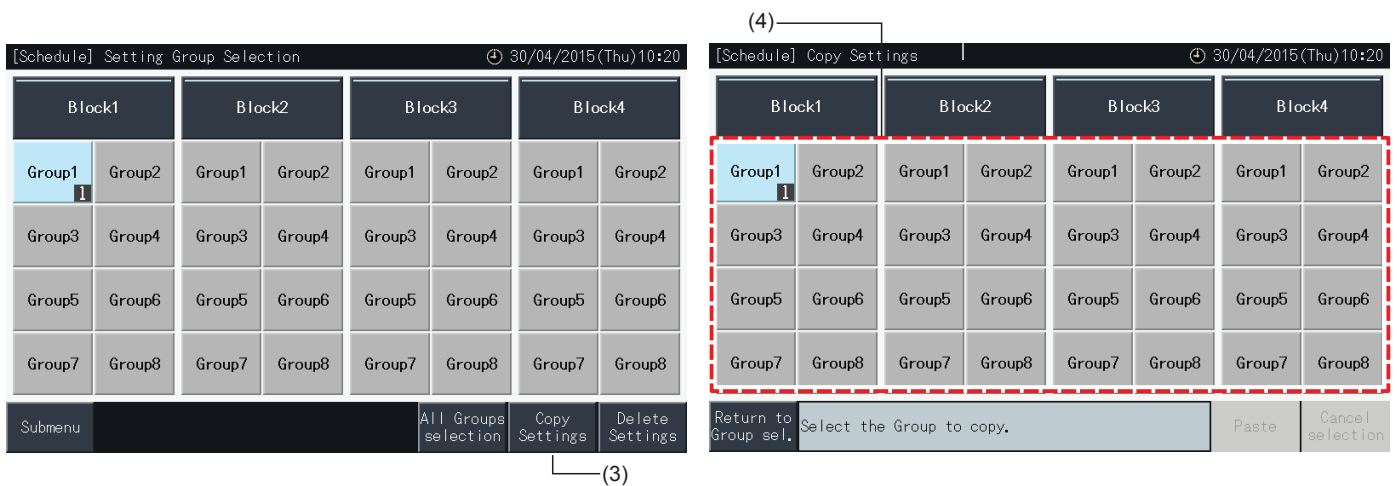 (4)
[Schedule] Setting Group Selection 30/04/2015(Thu)10:20
Block1 Block2 Block3 Block4
Group1 Group2 Group1 Group2 Group1 Group2 Group1 Group2
1
Group3 Group4 Group3 Group4 Group3 Group4 Group3 Group4
Group5 Group6 Group5 Group6 Group5 Group6 Group5 Group6
Group7 Group8 Group7 Group8 Group7 Group8 Group7 Group8
Submenu
All Groups selection
Copy Settings
Delete Settings
(3)
[Schedule] Copy Settings 30/04/2015(Thu)10:20
Block1 Block2 Block3 Block4
Group1 Group2 Group1 Group2 Group1 Group2 Group1 Group2
1
Group3 Group4 Group3 Group4 Group3 Group4 Group3 Group4
Group5 Group6 Group5 Group6 Group5 Group6 Group5 Group6
Group7 Group8 Group7 Group8 Group7 Group8 Group7 Group8
Return to Group sel.
Select the Group to copy.
Paste
Cancel selection